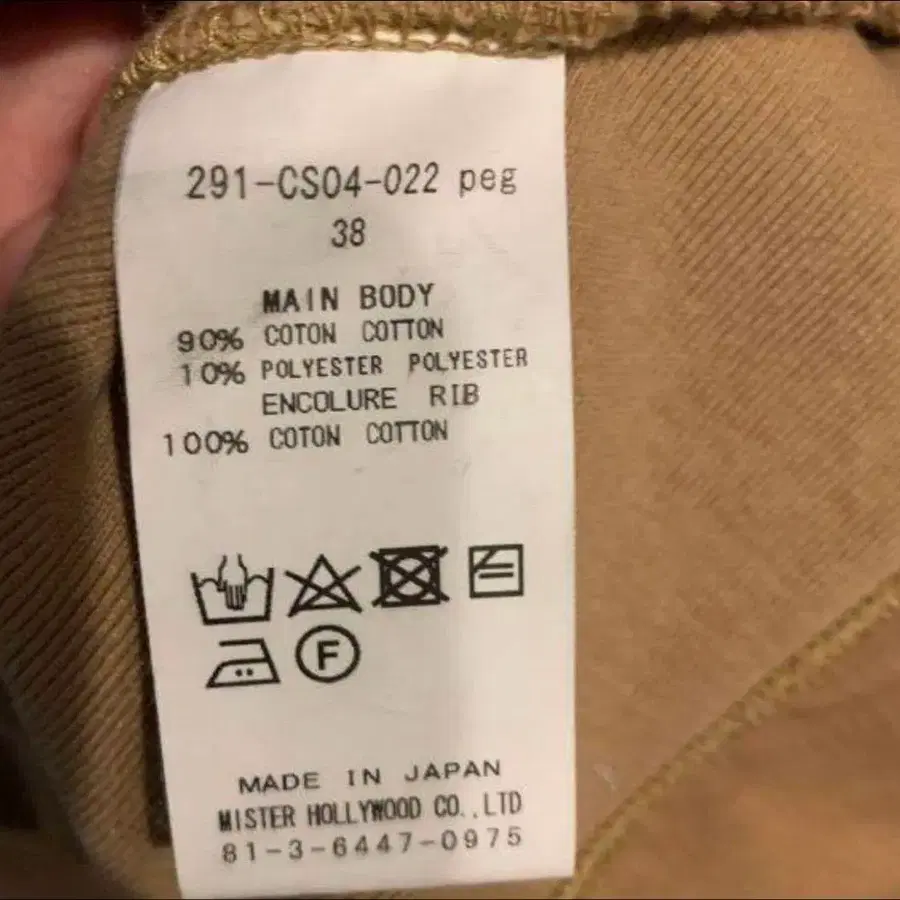 291-CS04-022 peg
38
MAIN BODY
90% COTON COTTON
10% POLYESTER POLYESTER
ENCOLURE RIB
100% COTON COTTON
F
MADE IN JAPAN
MISTER HOLLYWOOD CO.,LTD
81-3-6447-0975